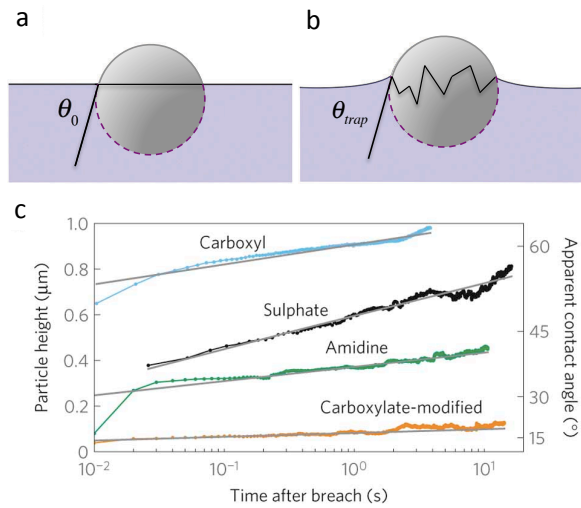 a
b
θ0
θtrap
c
1.0
0.8
0.6
0.4
0.2
0
Particle height (μm)
Carboxyl
Sulphate
Amidine
Carboxylate-modified
60
45
30
15
Apparent contact angle (°)
10⁻²
10⁻¹
10⁰
10¹
Time after breach (s)